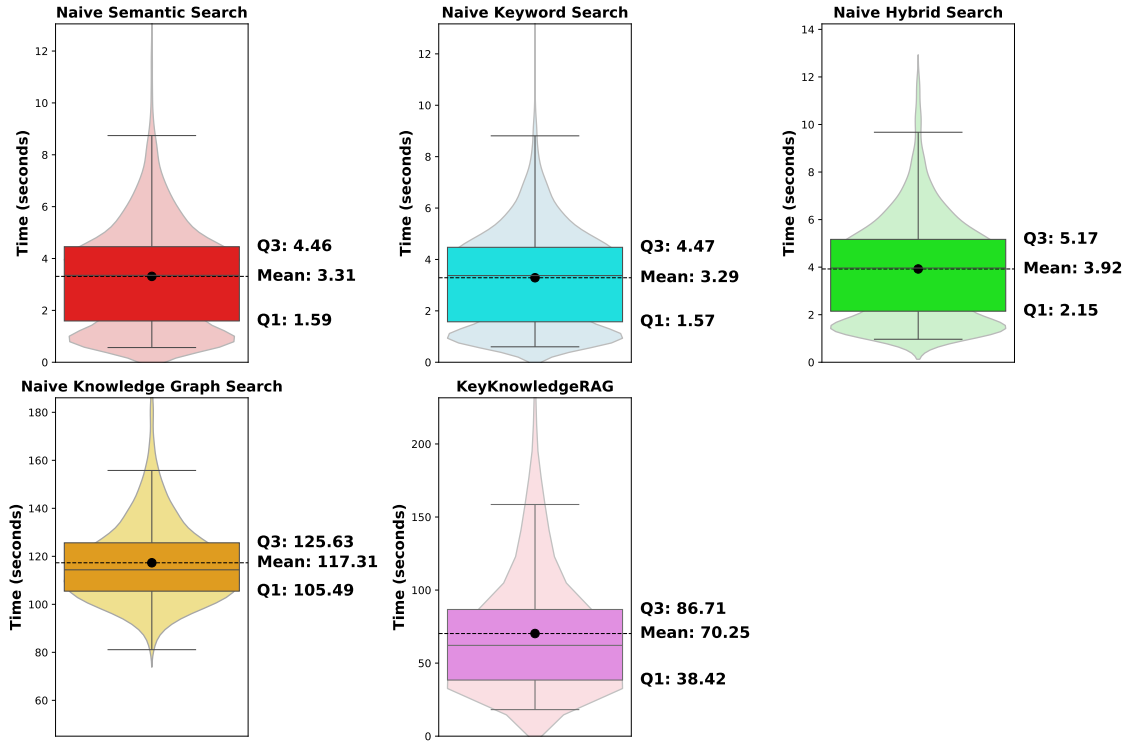 Naive Semantic Search
Time (seconds)
12
10
8
6
4
2
0
Q3: 4.46
Mean: 3.31
Q1: 1.59
Naive Keyword Search
Time (seconds)
12
10
8
6
4
2
0
Q3: 4.47
Mean: 3.29
Q1: 1.57
Naive Hybrid Search
Time (seconds)
14
12
10
8
6
4
2
0
Q3: 5.17
Mean: 3.92
Q1: 2.15
Naive Knowledge Graph Search
Time (seconds)
180
160
140
120
100
80
60
Q3: 125.63
Mean: 117.31
Q1: 105.49
KeyKnowledgeRAG
Time (seconds)
200
150
100
50
0
Q3: 86.71
Mean: 70.25
Q1: 38.42